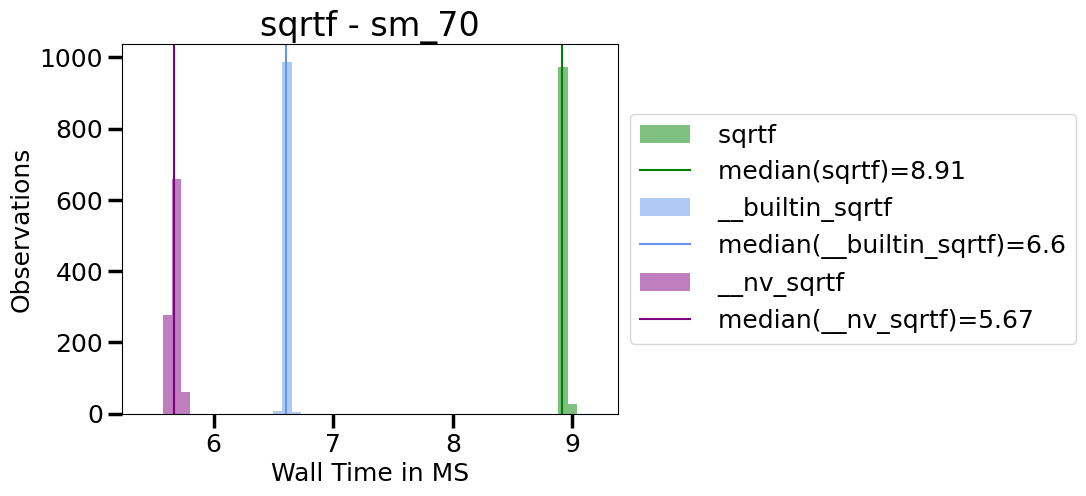 sqrtf - sm_70
1000
800
600
400
200
0
Observations
6 7 8 9
Wall Time in MS
sqrtf
median(sqrtf)=8.91
__builtin_sqrtf
median(__builtin_sqrtf)=6.6
__nv_sqrtf
median(__nv_sqrtf)=5.67